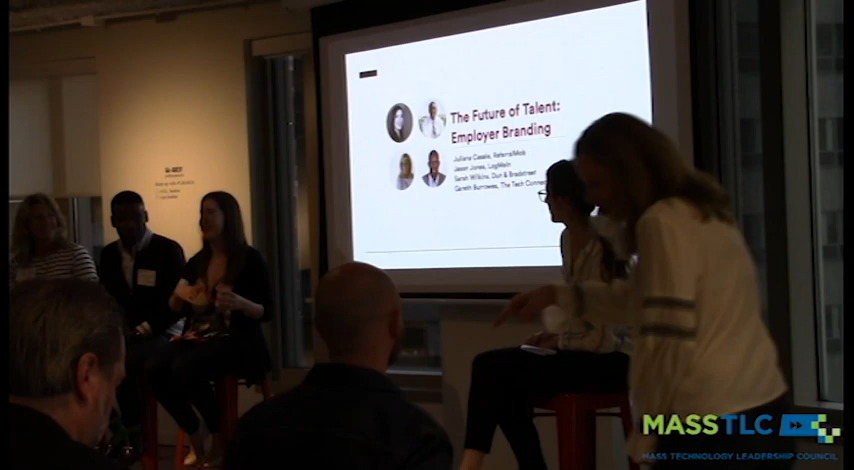 The Future of Talent:
Employer Branding
Juliana Casale, ReferralMob
Jason Jones, LogMeIn
Sarah Wilkins, Dun & Bradstreet
Gareth Burrowes, The Tech Connec
MASSTLC
MASS TECHNOLOGY LEADERSHIP COUNCIL